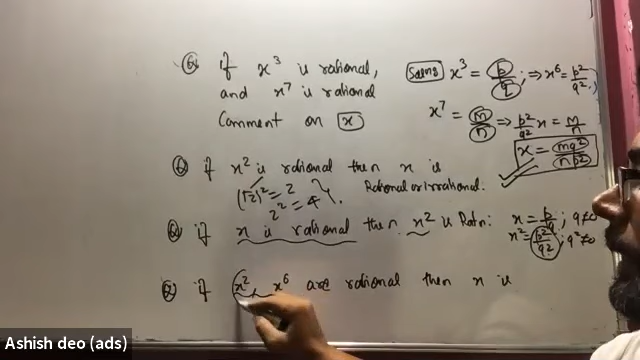 Q) if x³ is rational,
and x⁷ is rational
Comment on x
Soln) x³ = p/q ; ⇒ x⁶ = p²/q² ;
x⁷ = m/n ⇒ p²/q² x = m/n
x = mq²/np²
Q) if x² is rational then x is
Rational or irrational.
(√2)² = 2
2² = 4
Q) if x is rational then x² is Ratn:
x = p/q ; q≠0
x² = p²/q² ; q²≠0
Q) if x², x⁶ are rational then x is
Ashish deo (ads)